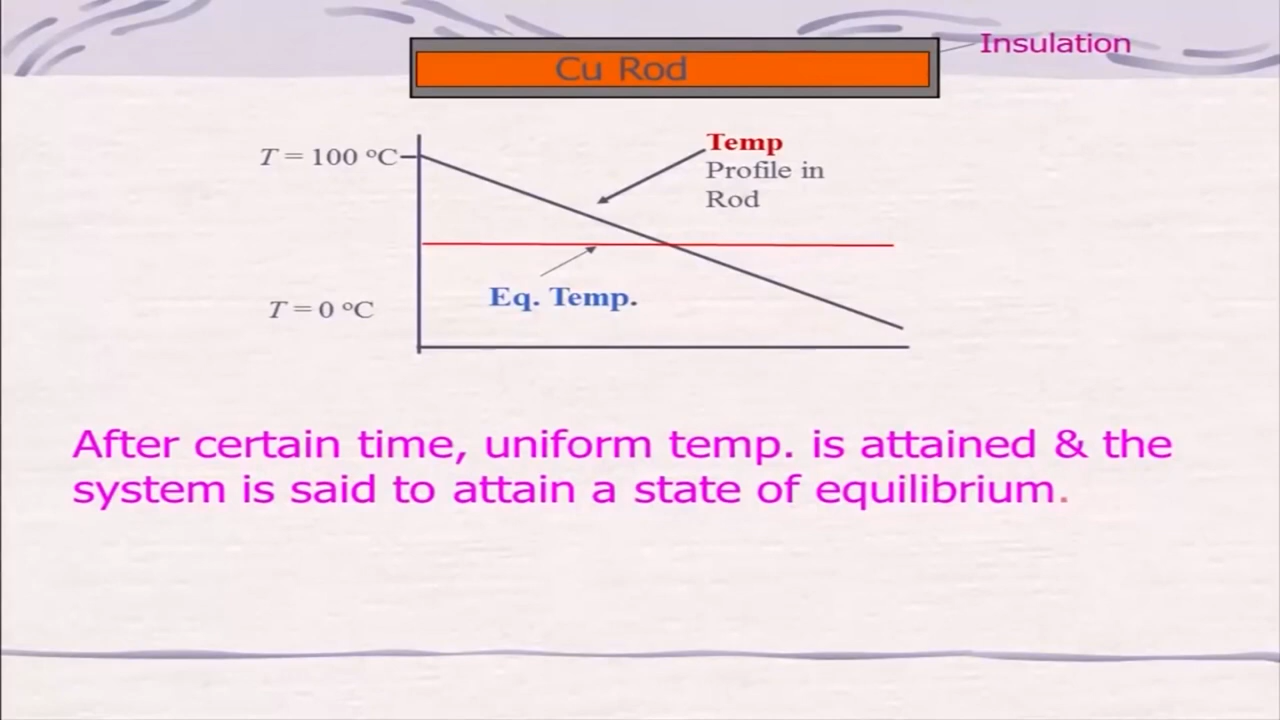 Insulation
Cu Rod
T = 100 °C
Temp
Profile in
Rod
Eq. Temp.
T = 0 °C
After certain time, uniform temp. is attained & the
system is said to attain a state of equilibrium.